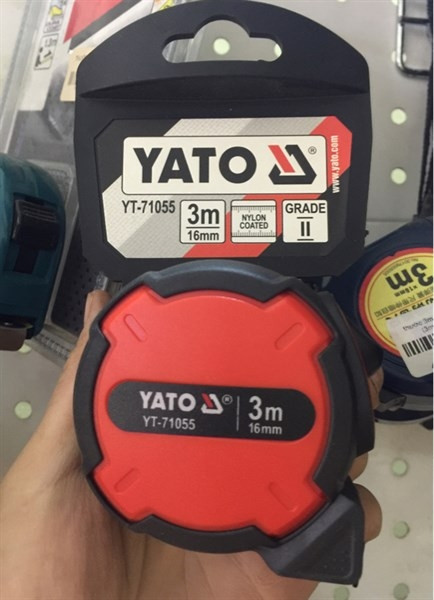 YATO ®
www.yato.com
YT-71055
3m
16mm
NYLON
COATED
GRADE
II
YATO ®
YT-71055
3m
16mm
3m